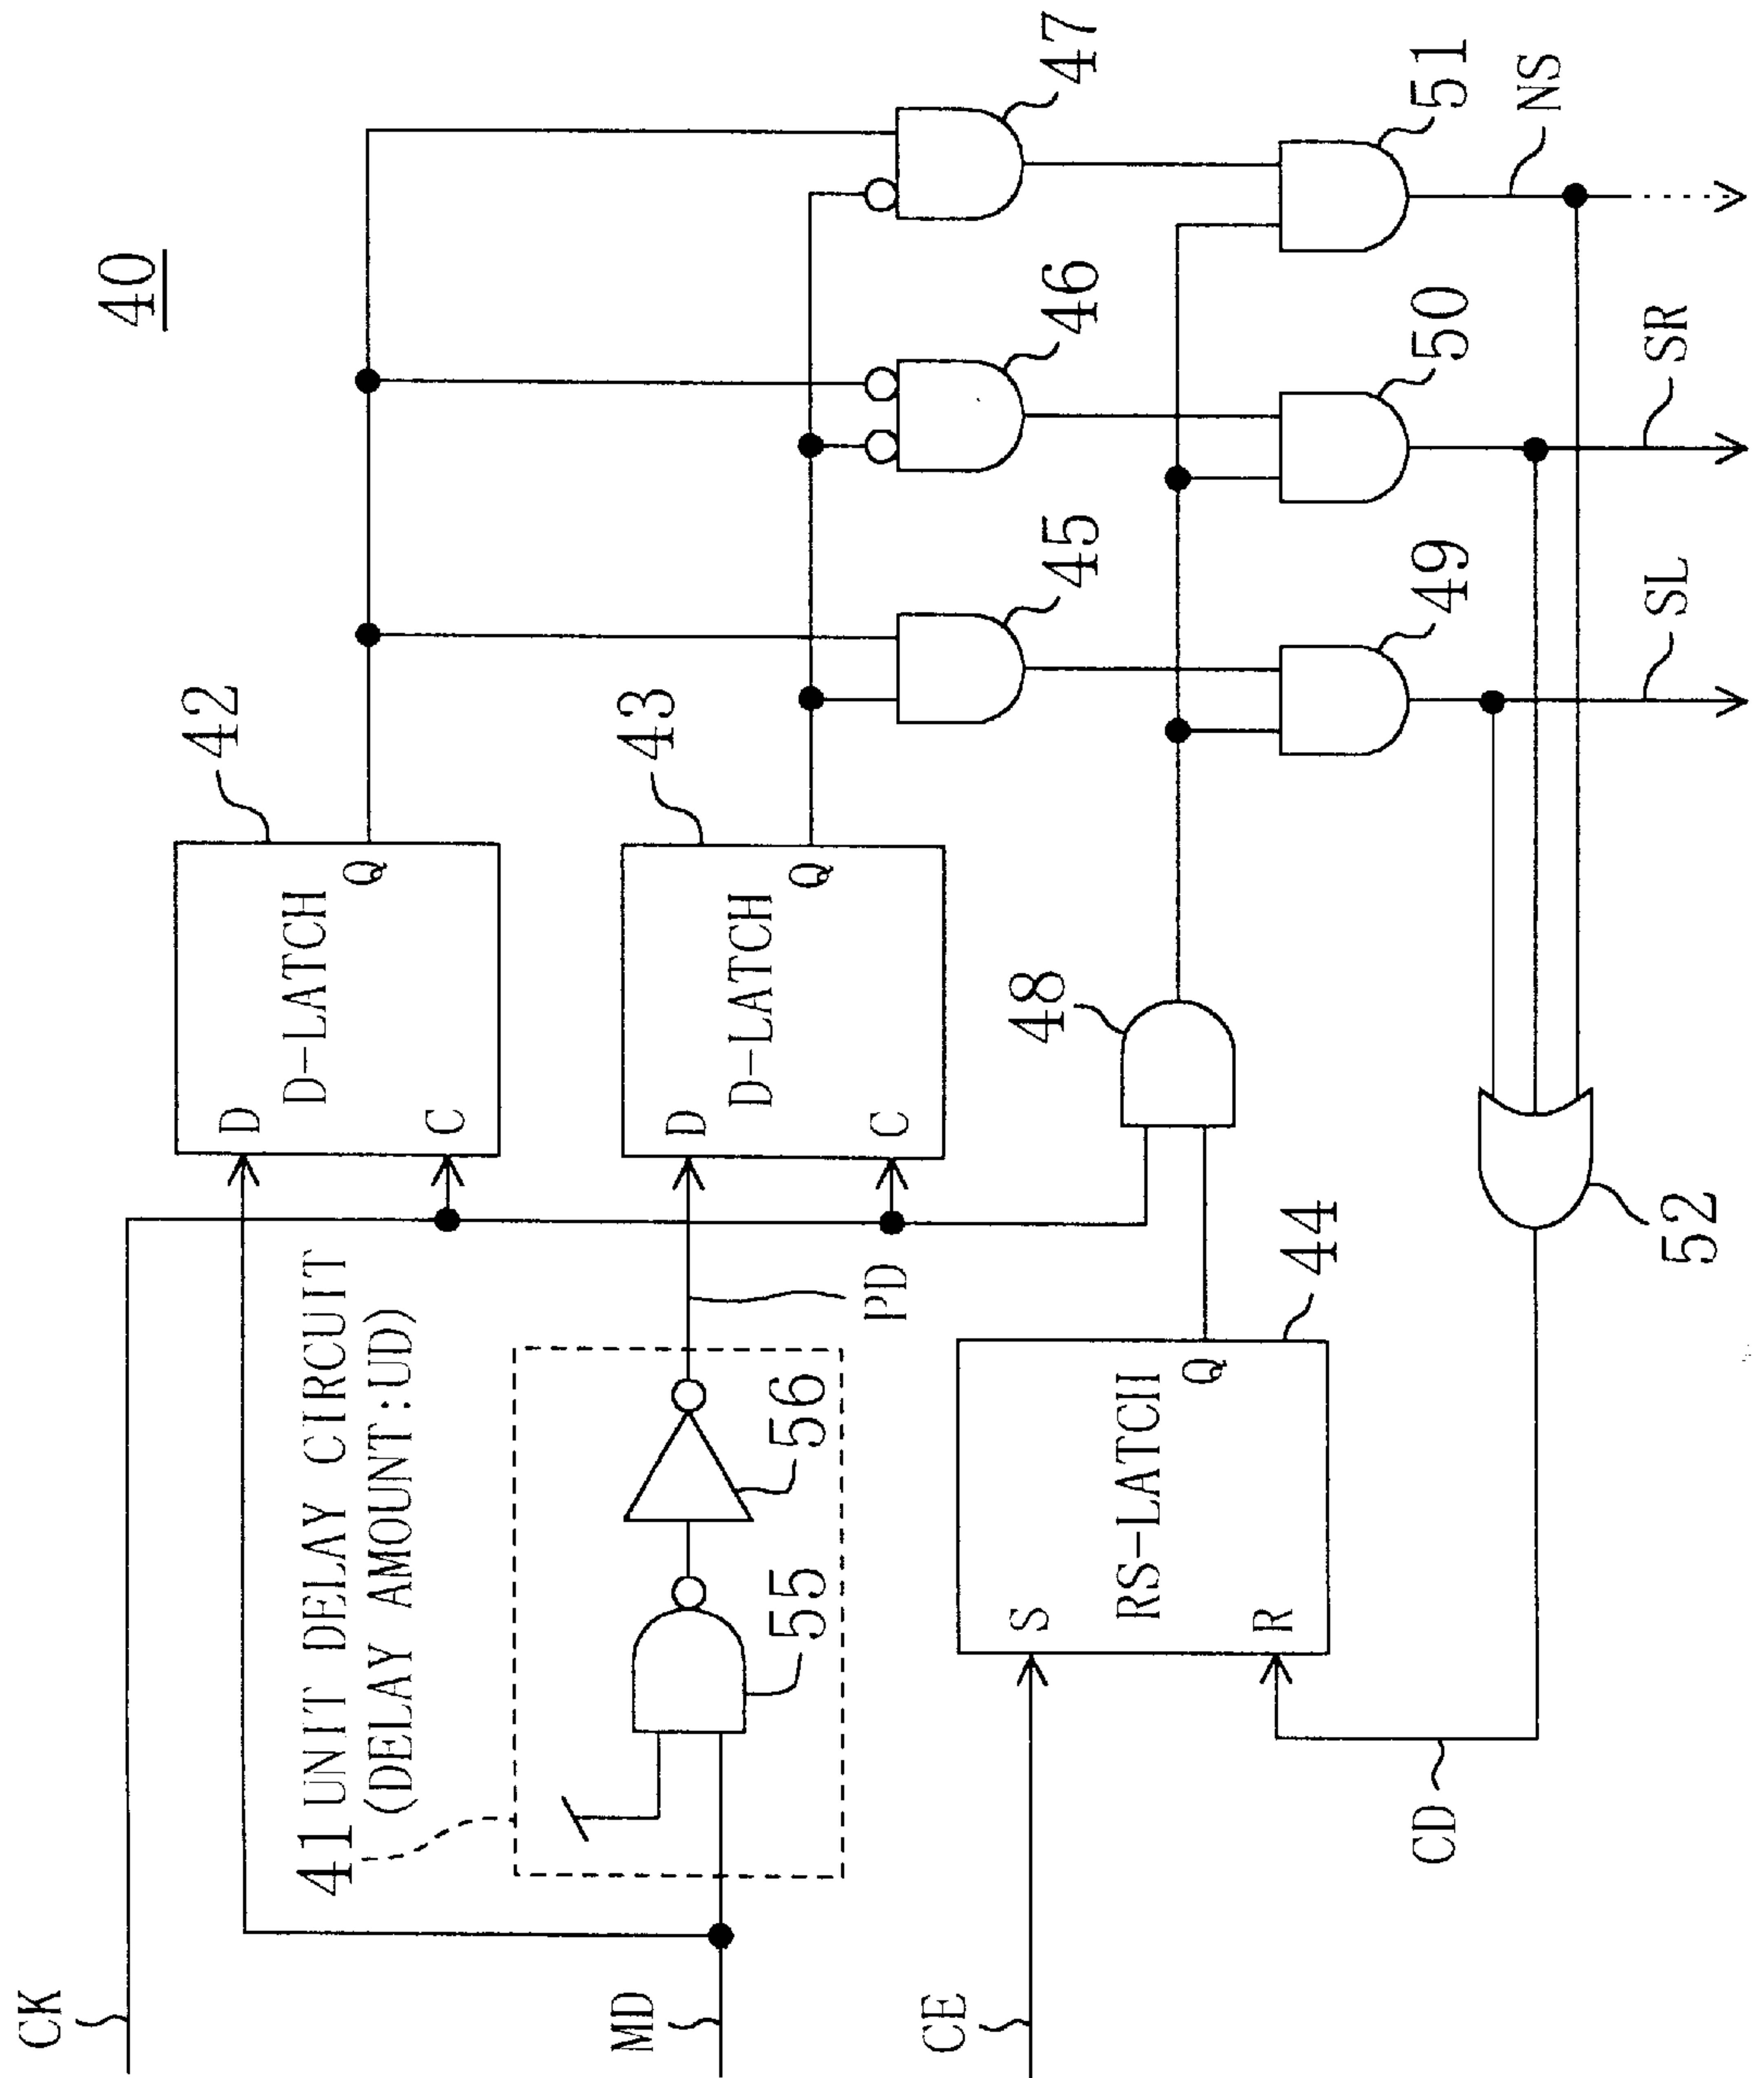 40
CK
MD
CE
41 UNIT DELAY CIRCUIT
(DELAY AMOUNT:UD)
55
56
PD
D
C
D-LATCH
Q
42
D
C
D-LATCH
Q
43
S
R
RS-LATCH
Q
44
48
45
46
47
49
50
51
52
CD
SL
SR
NS